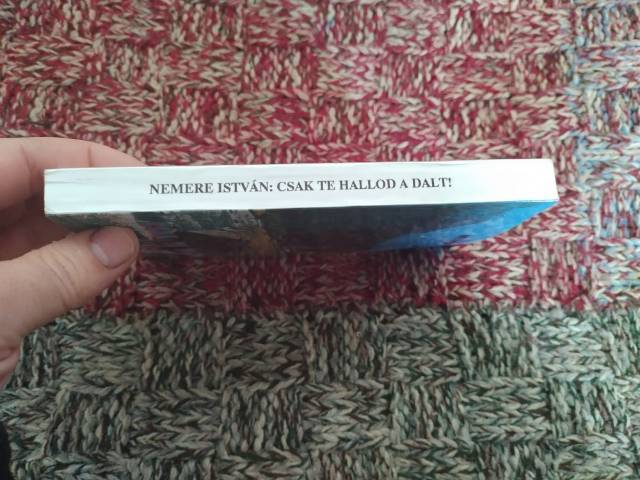 NEMERE ISTVÁN: CSAK TE HALLOD A DALT!